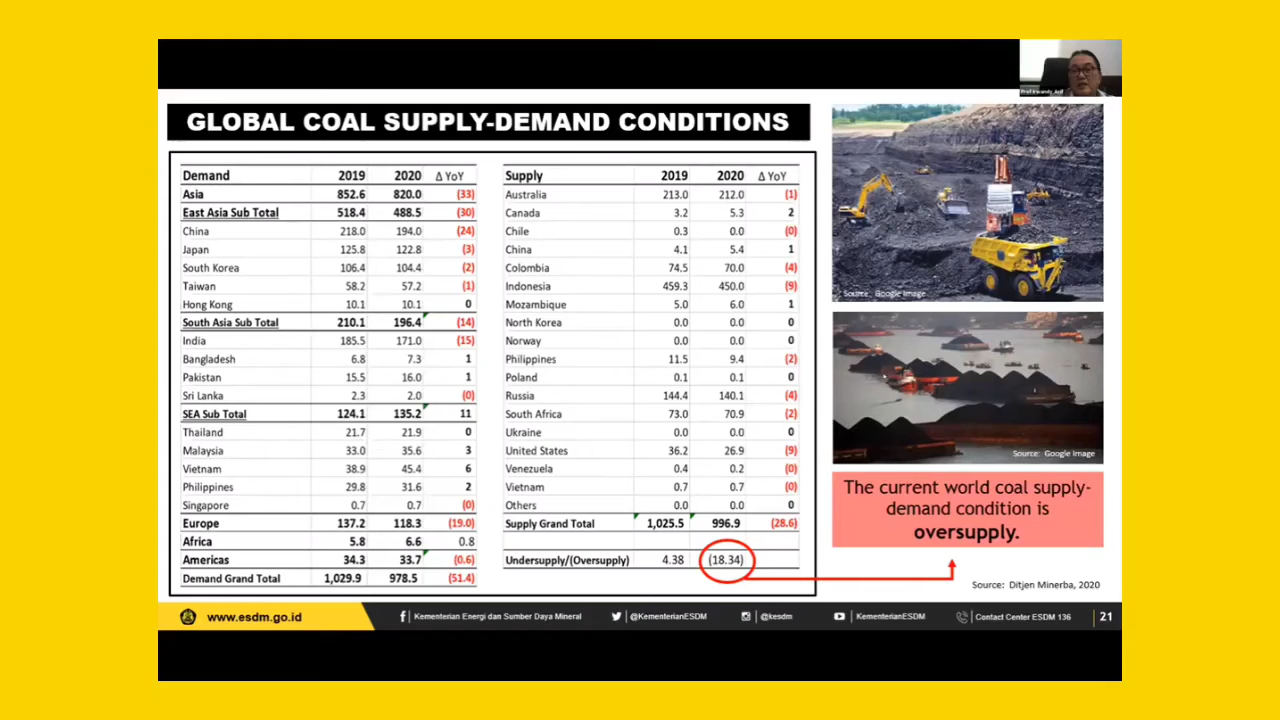 Prof Irwandy Arif
GLOBAL COAL SUPPLY-DEMAND CONDITIONS
Demand 2019 2020 Δ YoY
Asia 852.6 820.0 (33)
East Asia Sub Total 518.4 488.5 (30)
China 218.0 194.0 (24)
Japan 125.8 122.8 (3)
South Korea 106.4 104.4 (2)
Taiwan 58.2 57.2 (1)
Hong Kong 10.1 10.1 0
South Asia Sub Total 210.1 196.4 (14)
India 185.5 171.0 (15)
Bangladesh 6.8 7.3 1
Pakistan 15.5 16.0 1
Sri Lanka 2.3 2.0 (0)
SEA Sub Total 124.1 135.2 11
Thailand 21.7 21.9 0
Malaysia 33.0 35.6 3
Vietnam 38.9 45.4 6
Philippines 29.8 31.6 2
Singapore 0.7 0.7 (0)
Europe 137.2 118.3 (19.0)
Africa 5.8 6.6 0.8
Americas 34.3 33.7 (0.6)
Demand Grand Total 1,029.9 978.5 (51.4)
Supply 2019 2020 Δ YoY
Australia 213.0 212.0 (1)
Canada 3.2 5.3 2
Chile 0.3 0.0 (0)
China 4.1 5.4 1
Colombia 74.5 70.0 (4)
Indonesia 459.3 450.0 (9)
Mozambique 5.0 6.0 1
North Korea 0.0 0.0 0
Norway 0.0 0.0 0
Philippines 11.5 9.4 (2)
Poland 0.1 0.1 0
Russia 144.4 140.1 (4)
South Africa 73.0 70.9 (2)
Ukraine 0.0 0.0 0
United States 36.2 26.9 (9)
Venezuela 0.4 0.2 (0)
Vietnam 0.7 0.7 (0)
Others 0.0 0.0 0
Supply Grand Total 1,025.5 996.9 (28.6)
Undersupply/(Oversupply) 4.38 (18.34)
Source: Google Image
Source: Google Image
The current world coal supply-
demand condition is
oversupply.
Source: Ditjen Minerba, 2020
www.esdm.go.id
Kementerian Energi dan Sumber Daya Mineral
@KementerianESDM
@kesdm
KementerianESDM
Contact Center ESDM 136
21